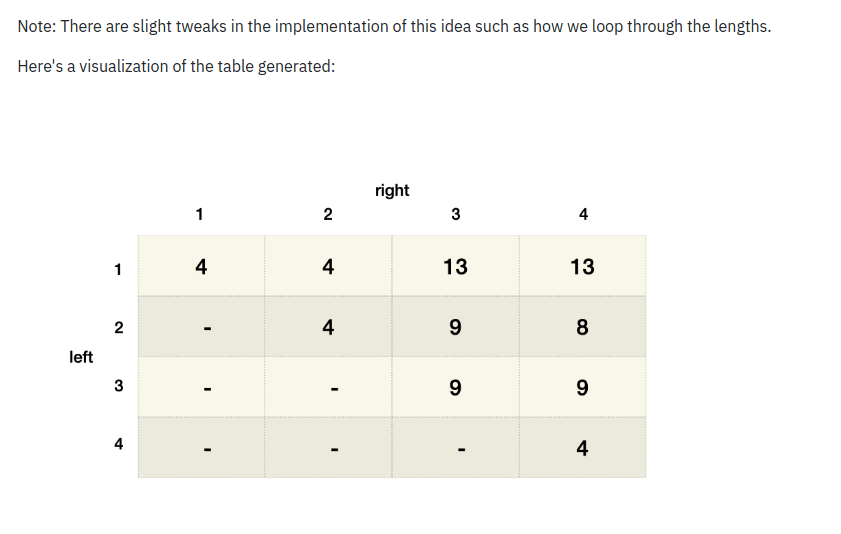 Note: There are slight tweaks in the implementation of this idea such as how we loop through the lengths.
Here's a visualization of the table generated:
right
1 2 3 4
1 4 4 13 13
2 - 4 9 8
left
3 - - 9 9
4 - - - 4